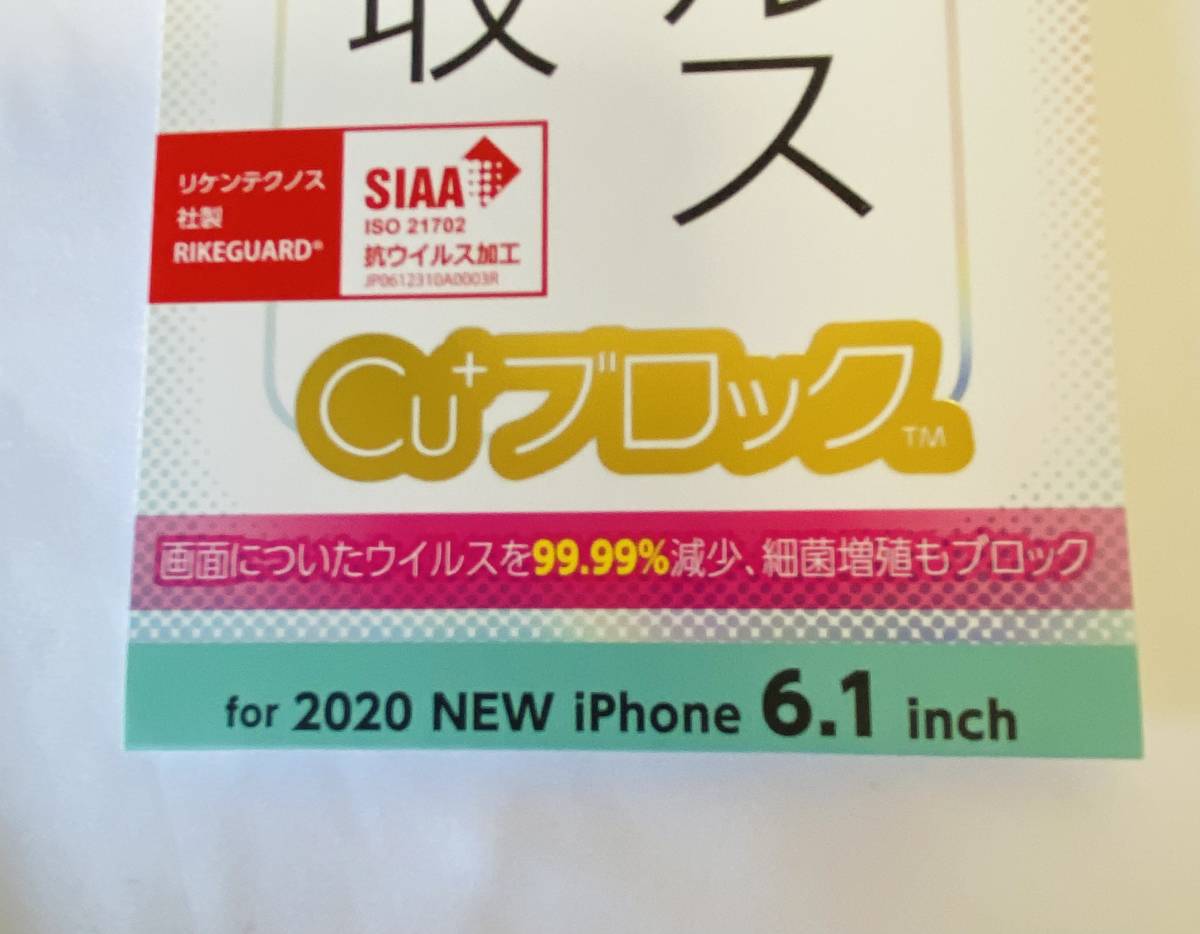 ルス
収
リケンテクノス
社製
RIKEGUARD®
SIAA
ISO 21702
抗ウイルス加工
JP0612310A0003R
Cu+ブロック™
画面についたウイルスを99.99%減少、細菌増殖もブロック
for 2020 NEW iPhone 6.1 inch